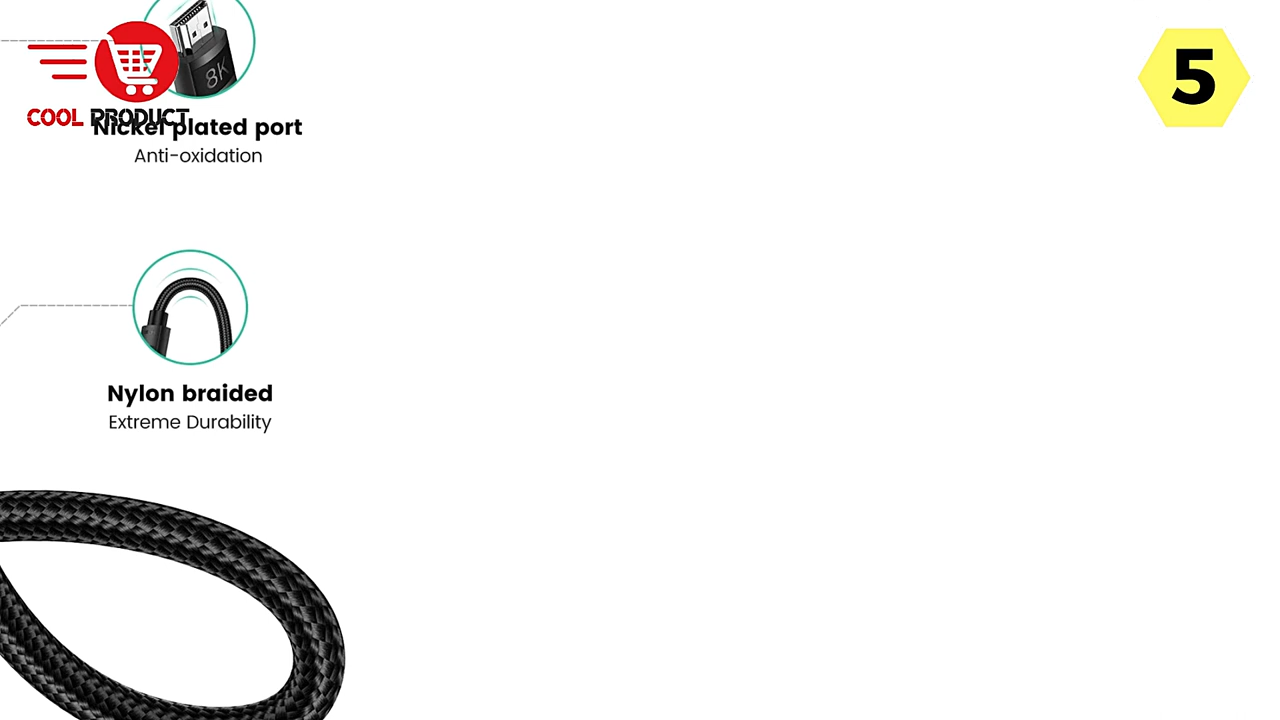 8K
COOL PRODUCT
Nickel plated port
Anti-oxidation
5
Nylon braided
Extreme Durability